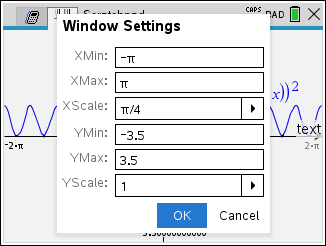 CAPS
RAD
Window Settings
XMin: -π
XMax: π
XScale: π/4
YMin: -3.5
YMax: 3.5
YScale: 1
OK Cancel
x))2
text
-2·π
2·π